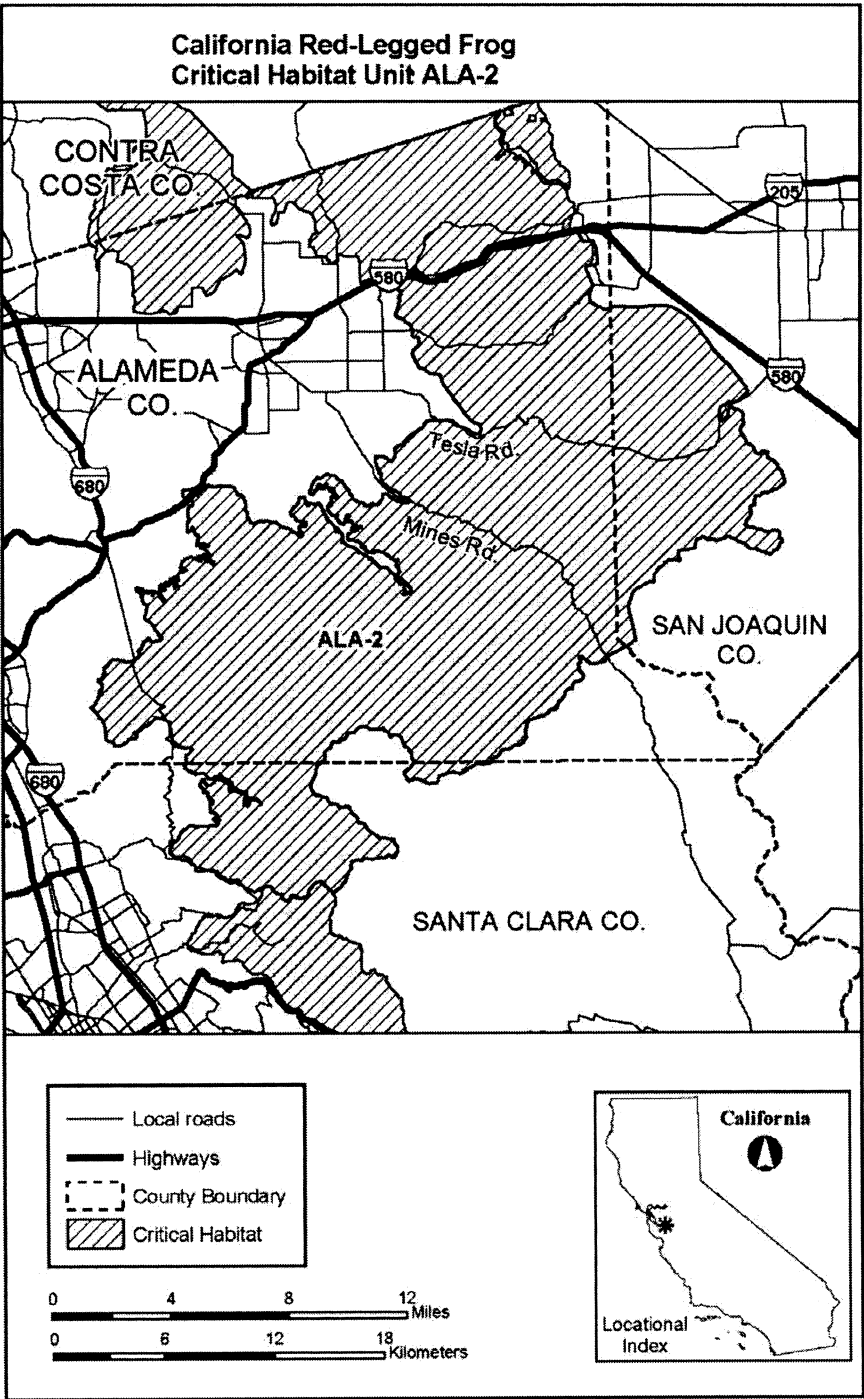 California Red-Legged Frog
Critical Habitat Unit ALA-2
CONTRA
COSTA CO.
205
580
ALAMEDA
CO.
580
Tesla Rd.
680
Mines Rd.
ALA-2
SAN JOAQUIN
CO.
680
SANTA CLARA CO.
Local roads
Highways
County Boundary
Critical Habitat
0 4 8 12
Miles
0 6 12 18
Kilometers
California
Locational
Index